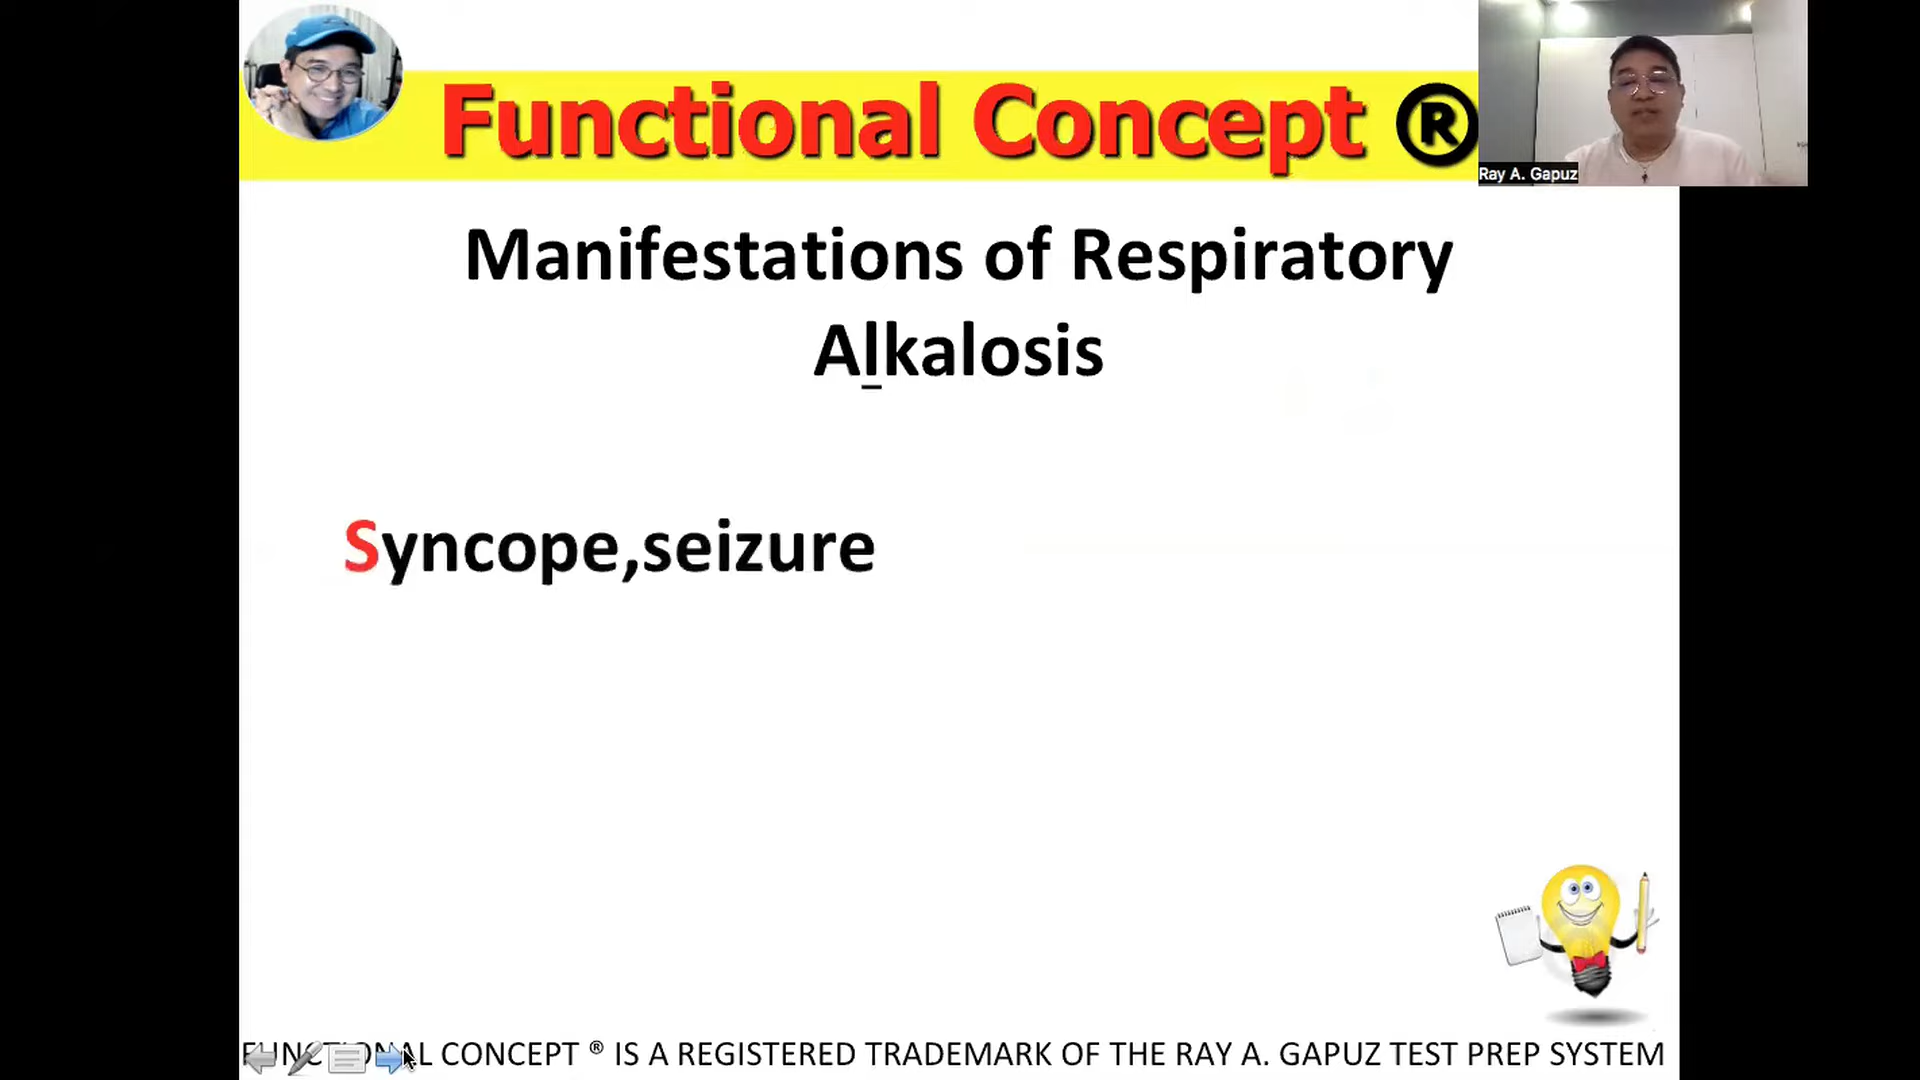 Functional Concept ®
Ray A. Gapuz
Manifestations of Respiratory
Alkalosis
Syncope,seizure
FUNCTIONAL CONCEPT ® IS A REGISTERED TRADEMARK OF THE RAY A. GAPUZ TEST PREP SYSTEM